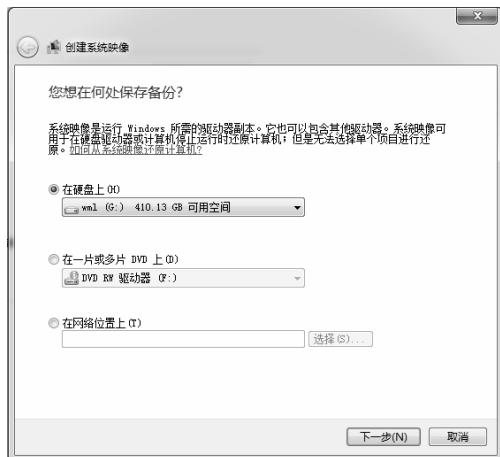 创建系统映像
您想在何处保存备份?
系统映像是运行 Windows 所需的驱动器副本。它也可以包含其他驱动器。系统映像可
用于在硬盘驱动器或计算机停止运行时还原计算机；但是无法选择单个项目进行还
原。如何从系统映像还原计算机?
在硬盘上(H)
wml (G:) 410.13 GB 可用空间
在一片或多片 DVD 上(D)
DVD RW 驱动器 (F:)
在网络位置上(T)
选择(S)...
下一步(N) 取消